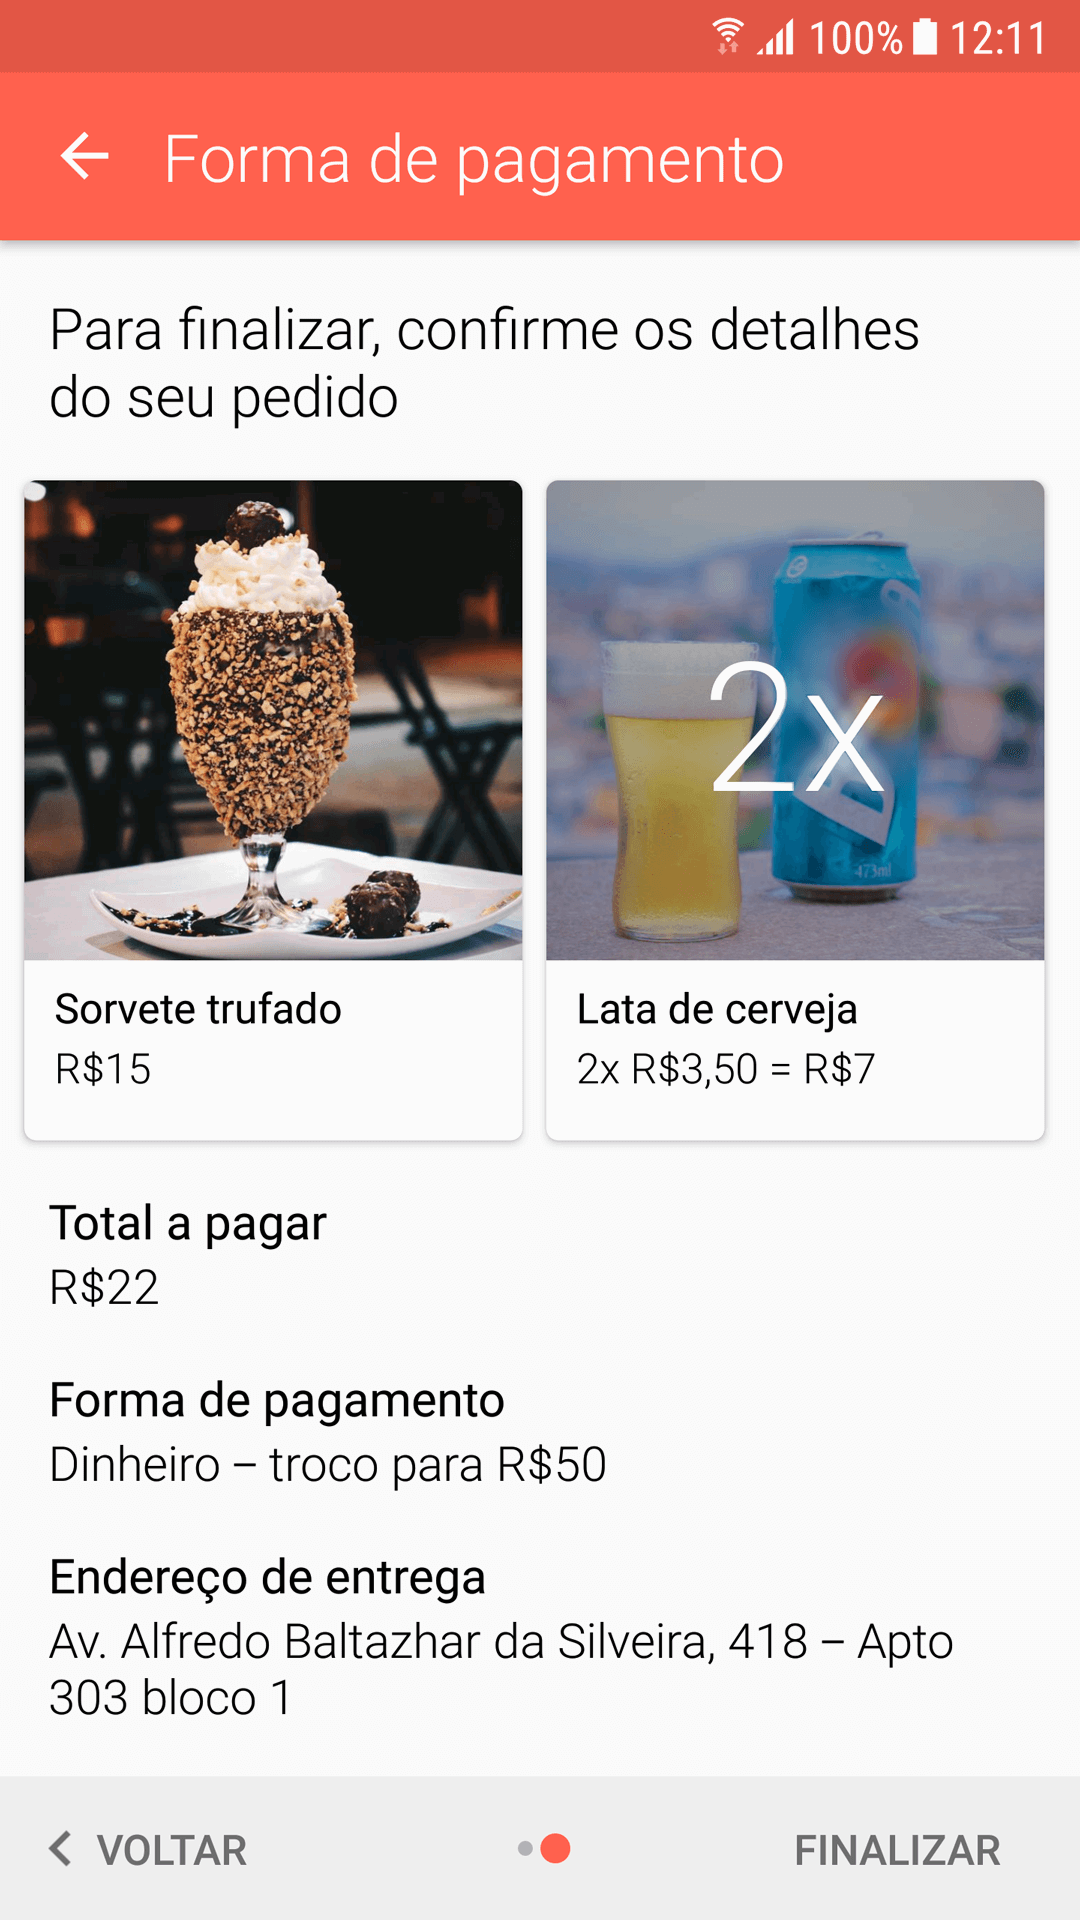 100% 12:11
Forma de pagamento
Para finalizar, confirme os detalhes
do seu pedido
2x
473ml
Sorvete trufado
R$15
Lata de cerveja
2x R$3,50 = R$7
Total a pagar
R$22
Forma de pagamento
Dinheiro – troco para R$50
Endereço de entrega
Av. Alfredo Baltazhar da Silveira, 418 – Apto
303 bloco 1
VOLTAR
FINALIZAR